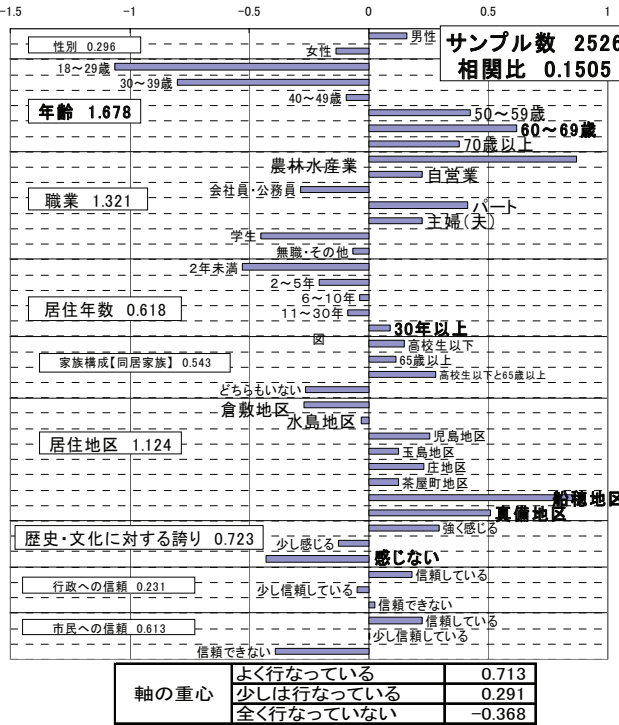 -1.5 -1 -0.5 0 0.5 1
サンプル数 2526
相関比 0.1505
性別 0.296
男性
女性
年齢 1.678
18～29歳
30～39歳
40～49歳
50～59歳
60～69歳
70歳以上
職業 1.321
農林水産業
自営業
会社員・公務員
パート
主婦(夫)
学生
無職・その他
居住年数 0.618
2年未満
2～5年
6～10年
11～30年
30年以上
図
家族構成【同居家族】 0.543
高校生以下
65歳以上
高校生以下と65歳以上
どちらもいない
居住地区 1.124
倉敷地区
水島地区
児島地区
玉島地区
庄地区
茶屋町地区
船穂地区
真備地区
歴史・文化に対する誇り 0.723
強く感じる
少し感じる
感じない
行政への信頼 0.231
信頼している
少し信頼している
信頼できない
市民への信頼 0.613
信頼している
少し信頼している
信頼できない
軸の重心
よく行なっている 0.713
少しは行なっている 0.291
全く行なっていない -0.368